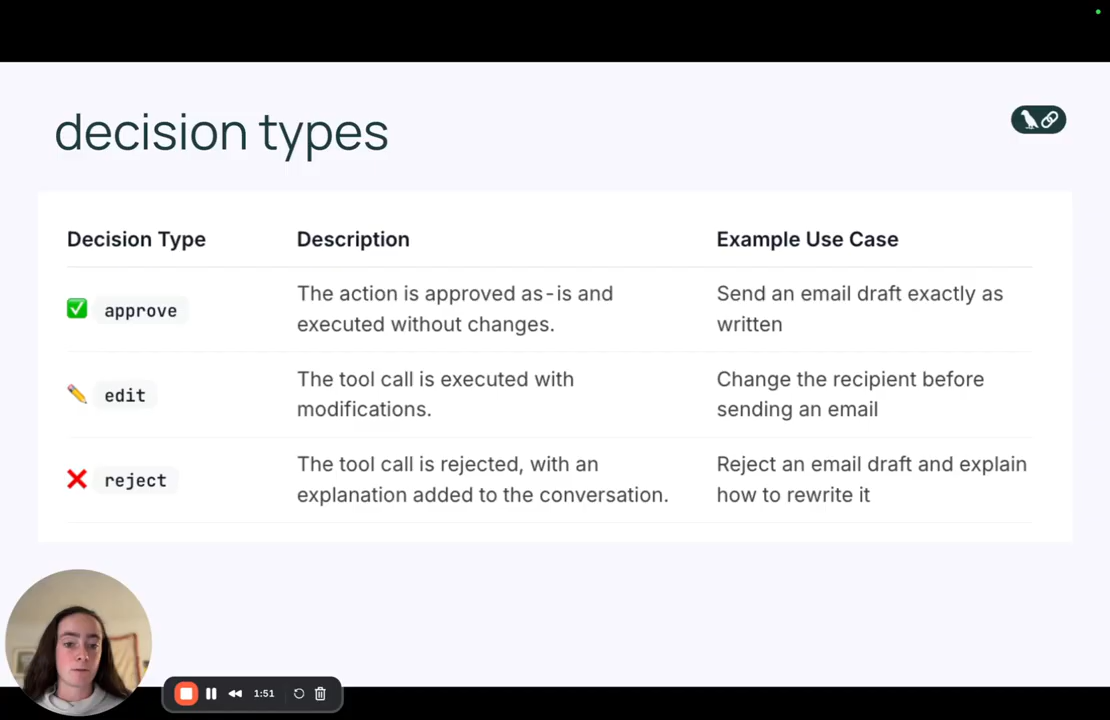 decision types
Decision Type
Description
Example Use Case
approve
The action is approved as-is and
executed without changes.
Send an email draft exactly as
written
edit
The tool call is executed with
modifications.
Change the recipient before
sending an email
reject
The tool call is rejected, with an
explanation added to the conversation.
Reject an email draft and explain
how to rewrite it
1:51